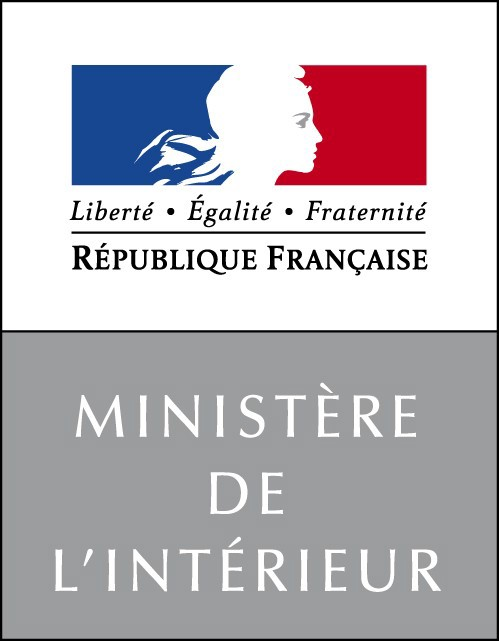 Liberté • Égalité • Fraternité
RÉPUBLIQUE FRANÇAISE
MINISTÈRE
DE
L’INTÉRIEUR